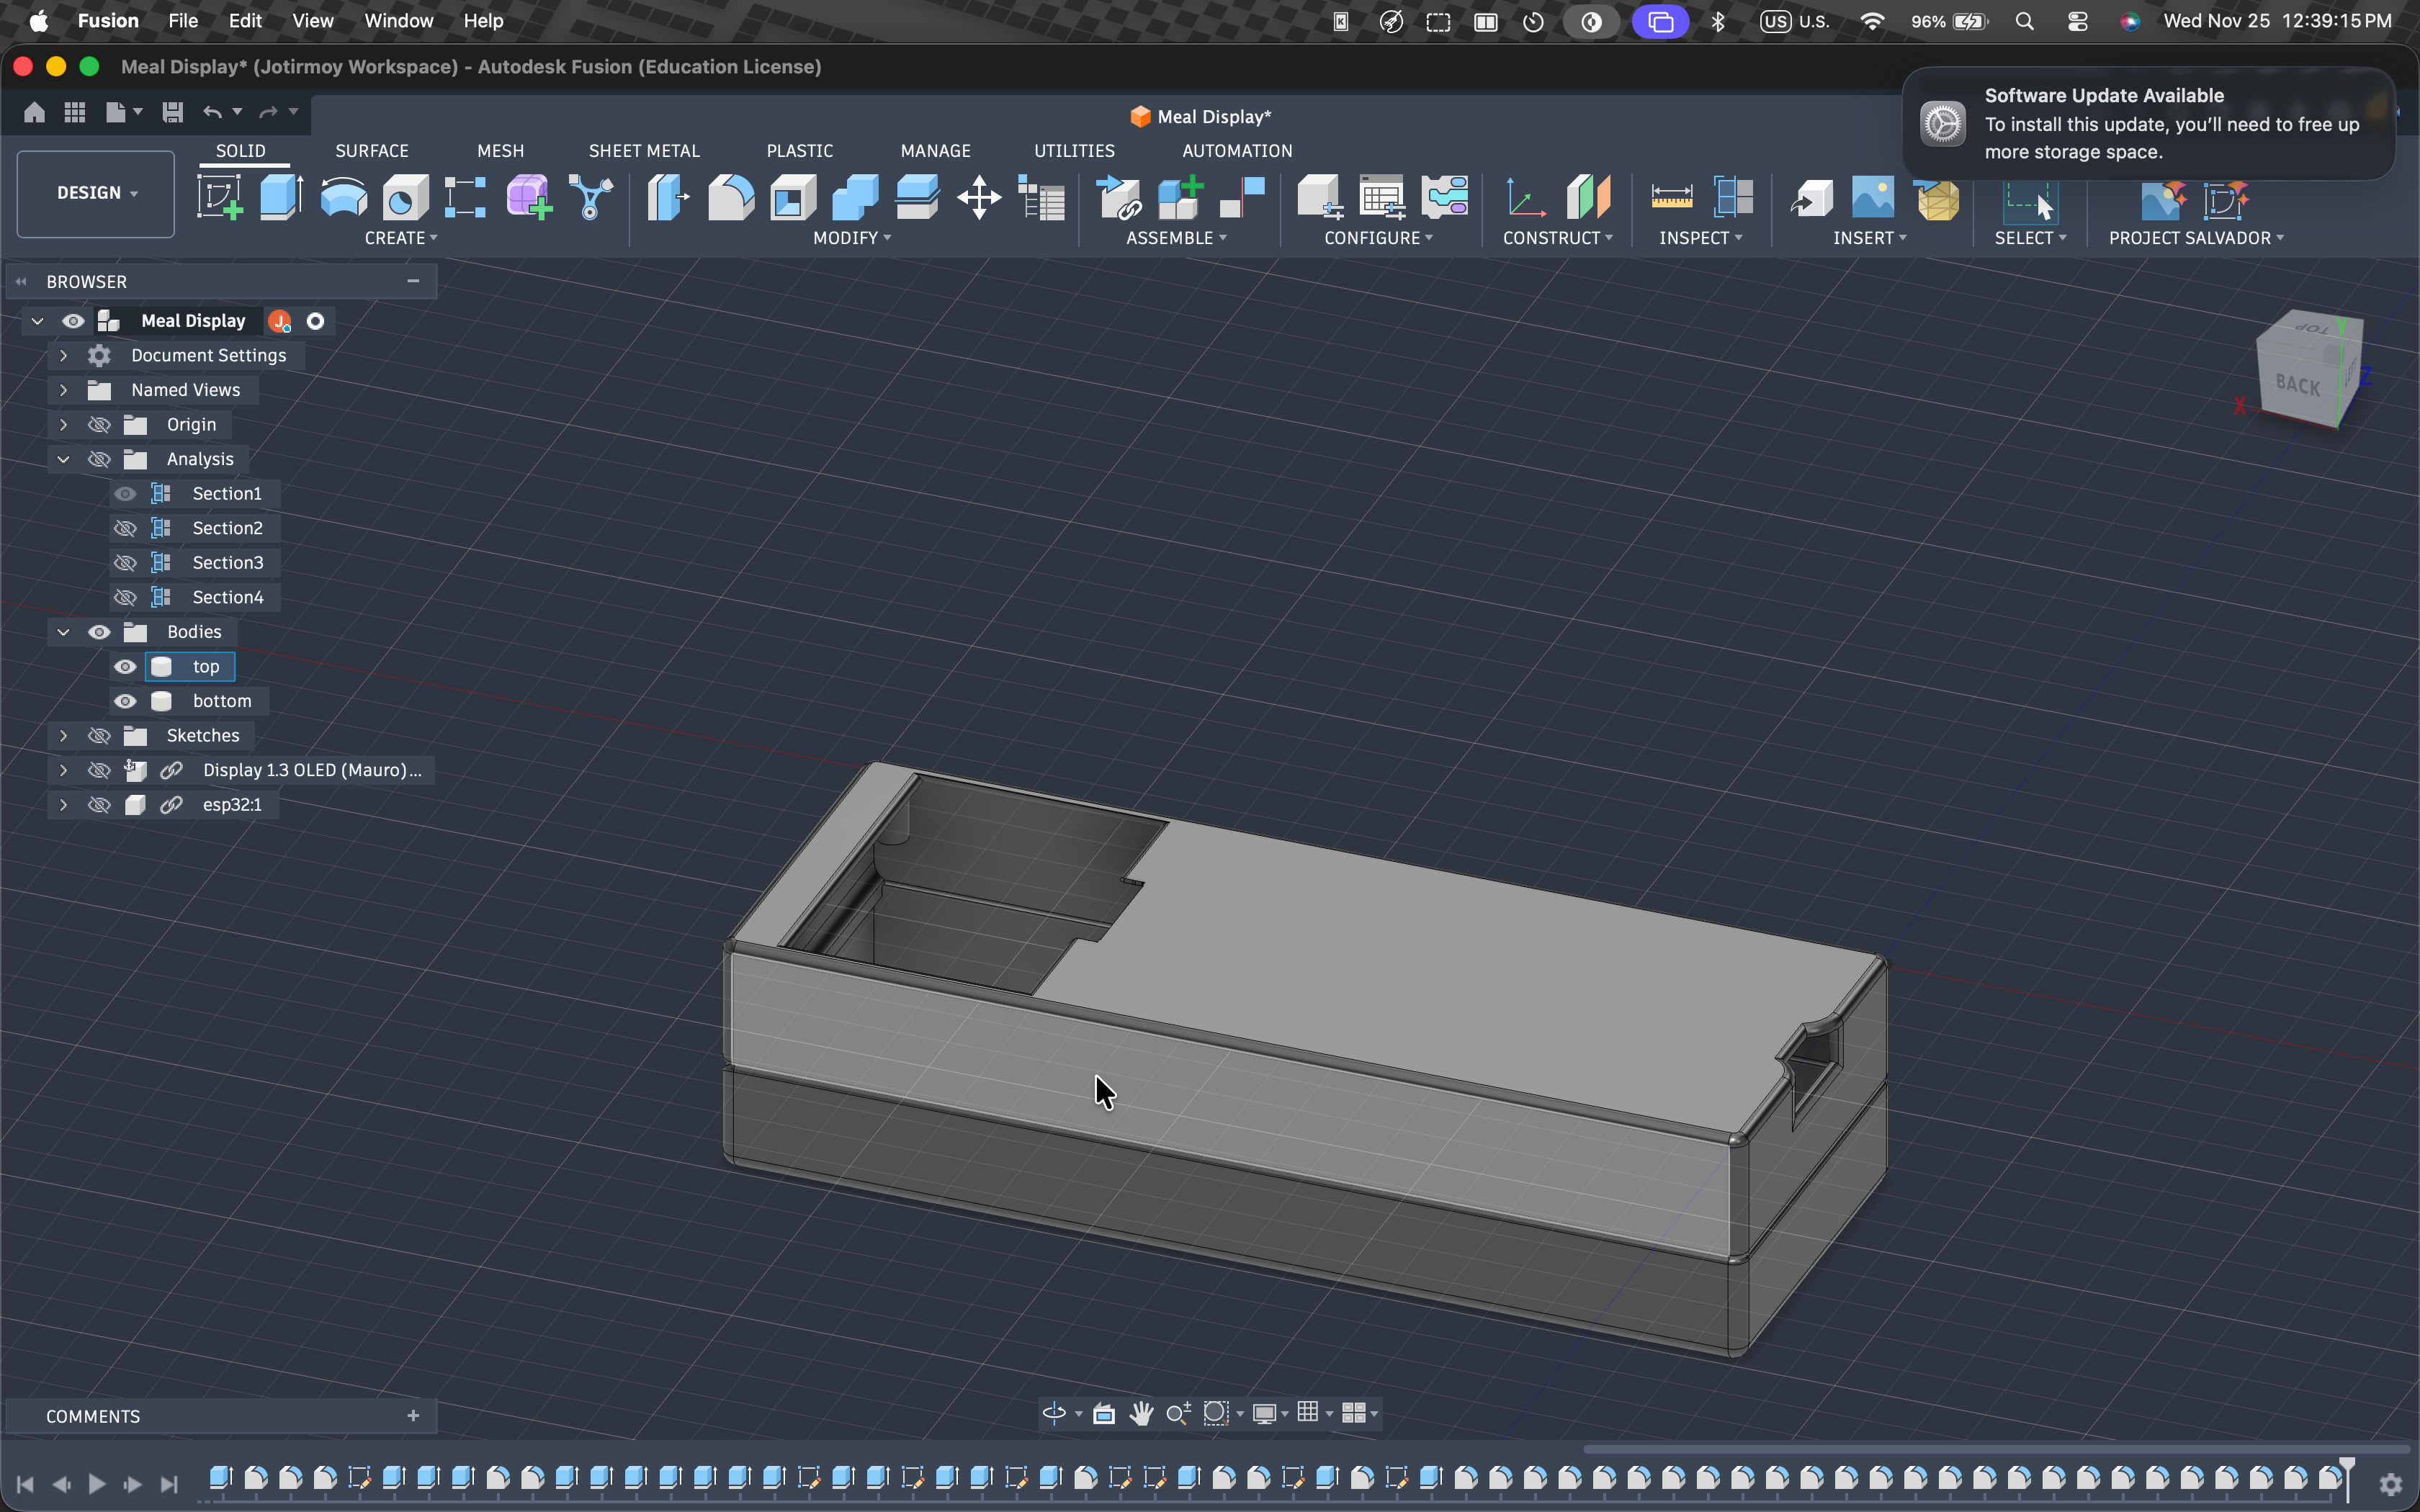 Fusion File Edit View Window Help
US U.S. 96% Wed Nov 25 12:39:15 PM
Meal Display* (Jotirmoy Workspace) - Autodesk Fusion (Education License)
Software Update Available
To install this update, you'll need to free up
more storage space.
Meal Display*
SOLID SURFACE MESH SHEET METAL PLASTIC MANAGE UTILITIES AUTOMATION
DESIGN
CREATE MODIFY ASSEMBLE CONFIGURE CONSTRUCT INSPECT INSERT SELECT PROJECT SALVADOR
BROWSER
Meal Display J
Document Settings
Named Views
Origin
Analysis
Section1
Section2
Section3
Section4
Bodies
top
bottom
Sketches
Display 1.3 OLED (Mauro)...
esp32:1
TOP
Y
BACK
Z
X
COMMENTS